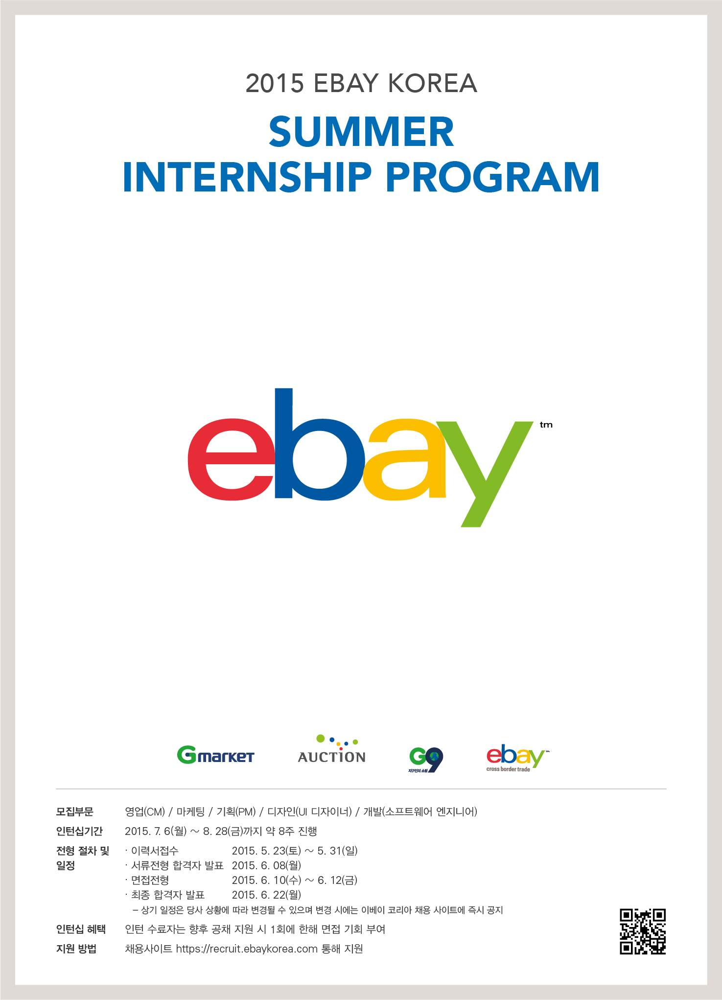 2015 EBAY KOREA
SUMMER
INTERNSHIP PROGRAM
ebay tm
Gmarket
AUCTION
G9
지구인의 쇼핑
ebay tm
cross border trade
모집부문 영업(CM) / 마케팅 / 기획(PM) / 디자인(UI 디자이너) / 개발(소프트웨어 엔지니어)
인턴십기간 2015. 7. 6(월) ~ 8. 28(금)까지 약 8주 진행
전형 절차 및 · 이력서접수 2015. 5. 23(토) ~ 5. 31(일)
일정 · 서류전형 합격자 발표 2015. 6. 08(월)
· 면접전형 2015. 6. 10(수) ~ 6. 12(금)
· 최종 합격자 발표 2015. 6. 22(월)
– 상기 일정은 당사 상황에 따라 변경될 수 있으며 변경 시에는 이베이 코리아 채용 사이트에 즉시 공지
인턴십 혜택 인턴 수료자는 향후 공채 지원 시 1회에 한해 면접 기회 부여
지원 방법 채용사이트 https://recruit.ebaykorea.com 통해 지원